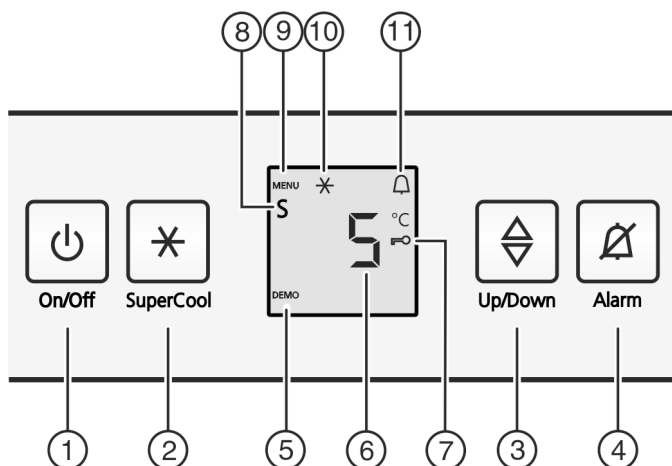 8 9 10 11
MENU
S
5 °C
DEMO
On/Off SuperCool Up/Down Alarm
1 2 5 6 7 3 4